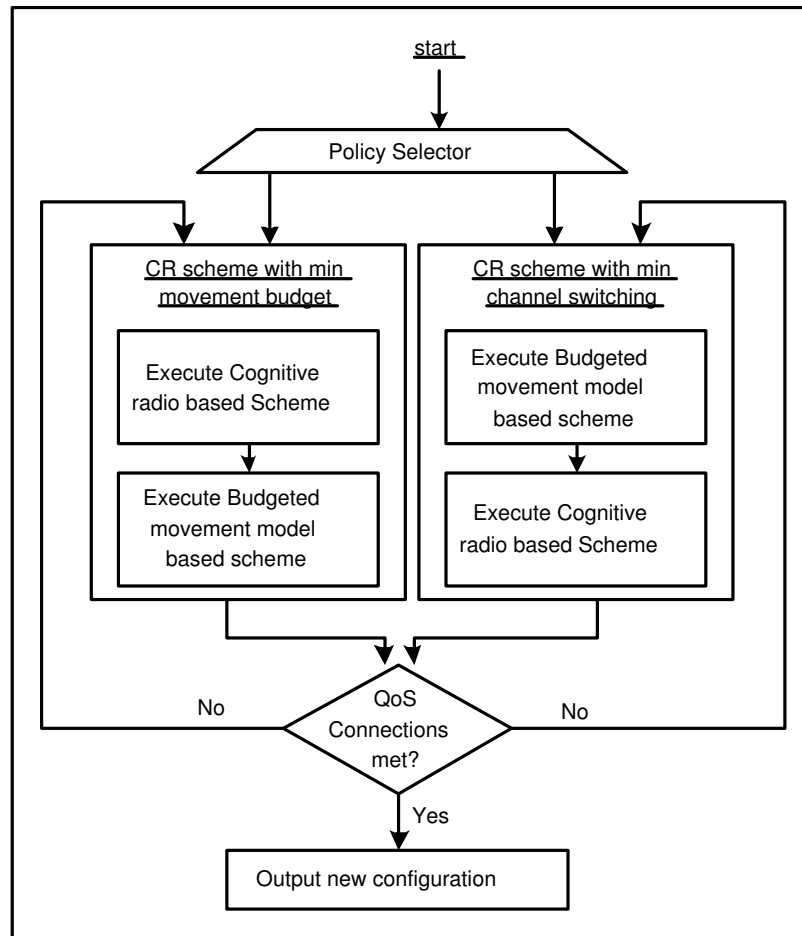 start
Policy Selector
CR scheme with min
movement budget
Execute Cognitive
radio based Scheme
Execute Budgeted
movement model
based scheme
CR scheme with min
channel switching
Execute Budgeted
movement model
based scheme
Execute Cognitive
radio based Scheme
No
QoS
Connections
met?
No
Yes
Output new configuration